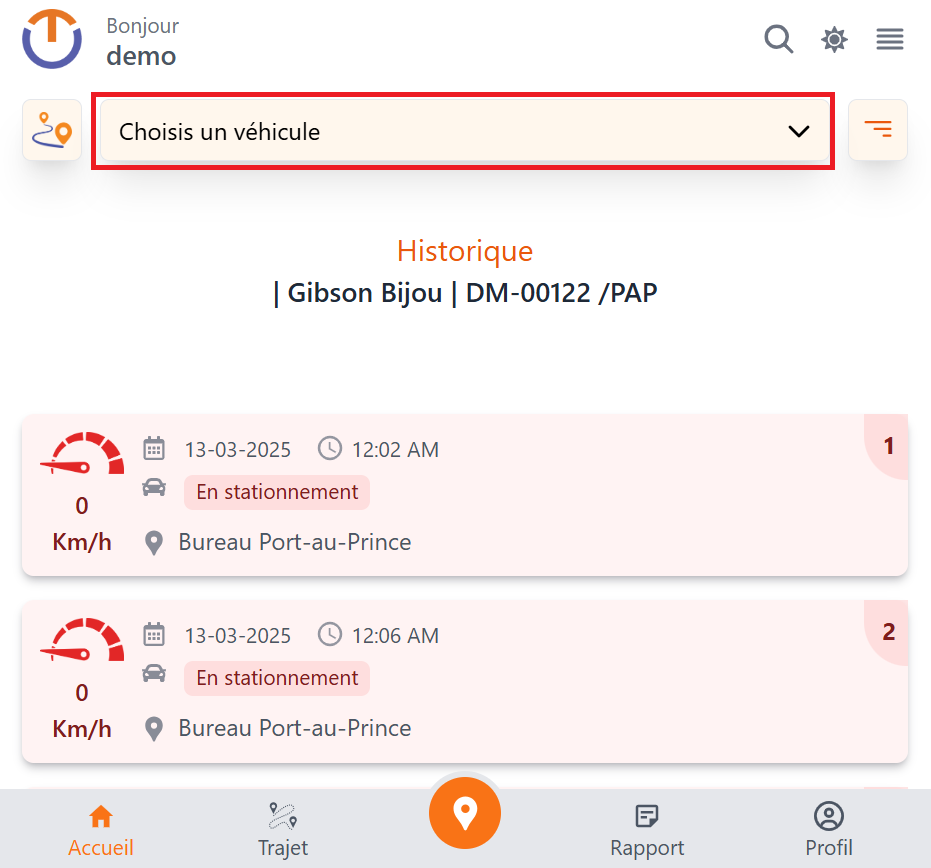 Bonjour
demo
Choisis un véhicule
Historique
| Gibson Bijou | DM-00122 /PAP
13-03-2025 12:02 AM 1
En stationnement
0
Km/h Bureau Port-au-Prince
13-03-2025 12:06 AM 2
En stationnement
0
Km/h Bureau Port-au-Prince
Accueil Trajet Rapport Profil